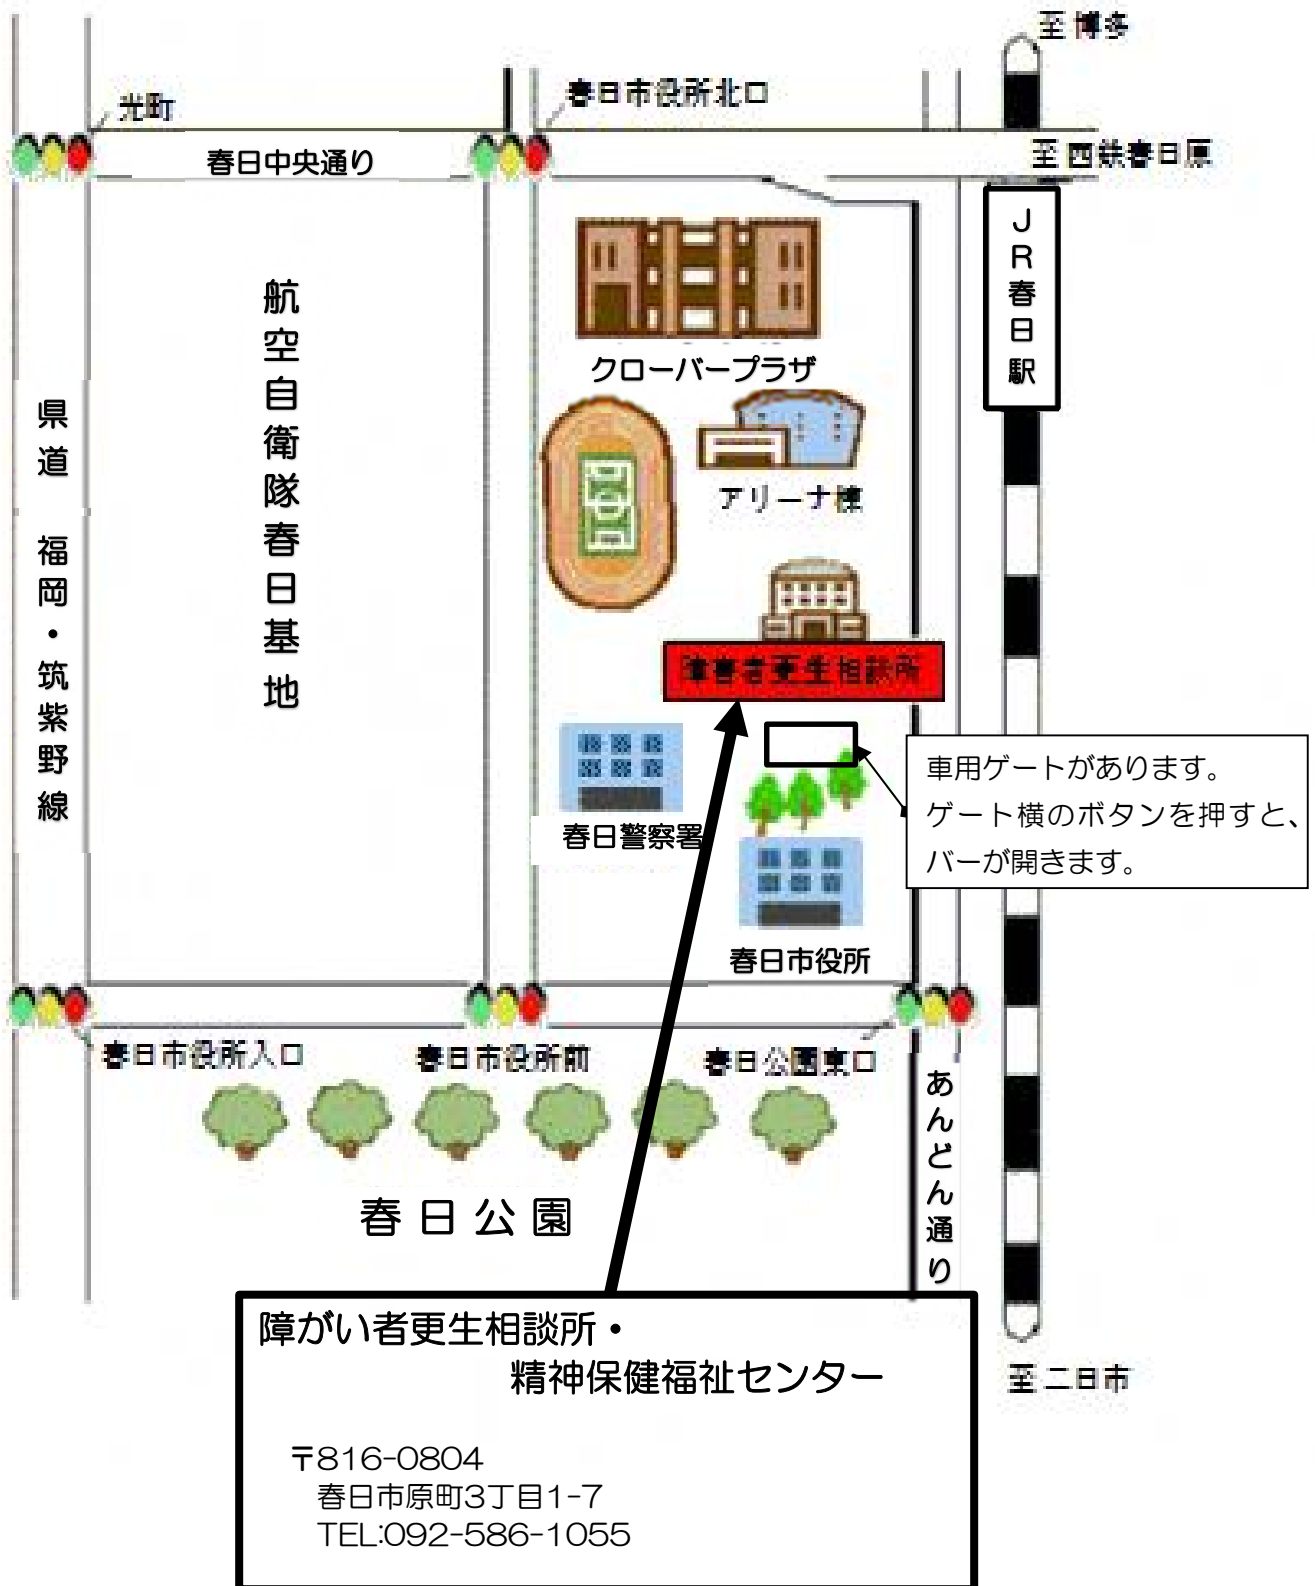 至 博多
光町
春日市役所北口
春日中央通り
至 西鉄春日原
JR春日駅
航空自衛隊春日基地
クローバープラザ
県道 福岡・筑紫野線
アリーナ棟
障害者更生相談所
車用ゲートがあります。
ゲート横のボタンを押すと、
バーが開きます。
春日警察署
春日市役所
春日市役所入口
春日市役所前
春日公園東口
あんどん通り
春日公園
障がい者更生相談所・
精神保健福祉センター
至 二日市
〒816-0804
春日市原町3丁目1-7
TEL:092-586-1055